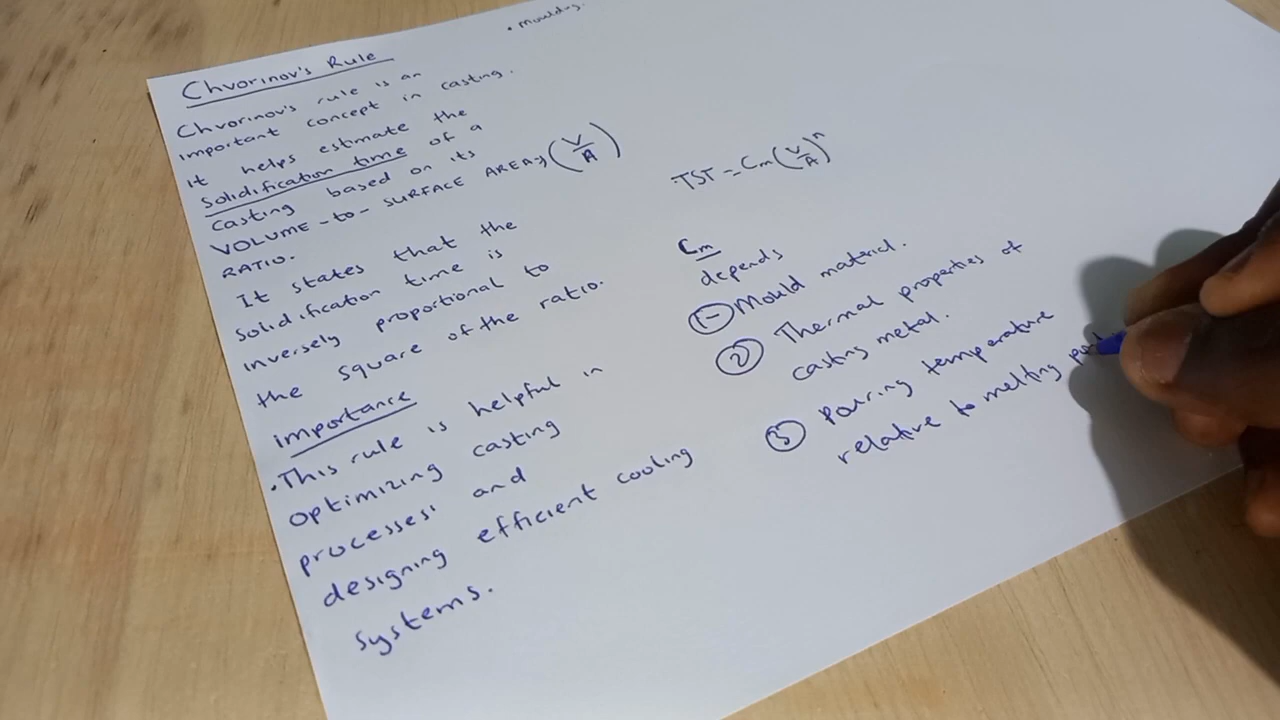 • Moulding.
Chvorinov's Rule
Chvorinov's rule is an
important concept in casting.
It helps estimate the
Solidification time of a
casting based on its
VOLUME-to-SURFACE AREA (V/A)
RATIO.
It states that the
solidification time is
inversely proportional to
the square of the ratio.
importance
• This rule is helpful in
optimizing casting
processes and
designing efficient cooling
systems.
TST = Cm(V/A)^n
Cm
depends
1- Mould material.
2 Thermal properties of
casting metal.
3 Pouring temperature
relative to melting